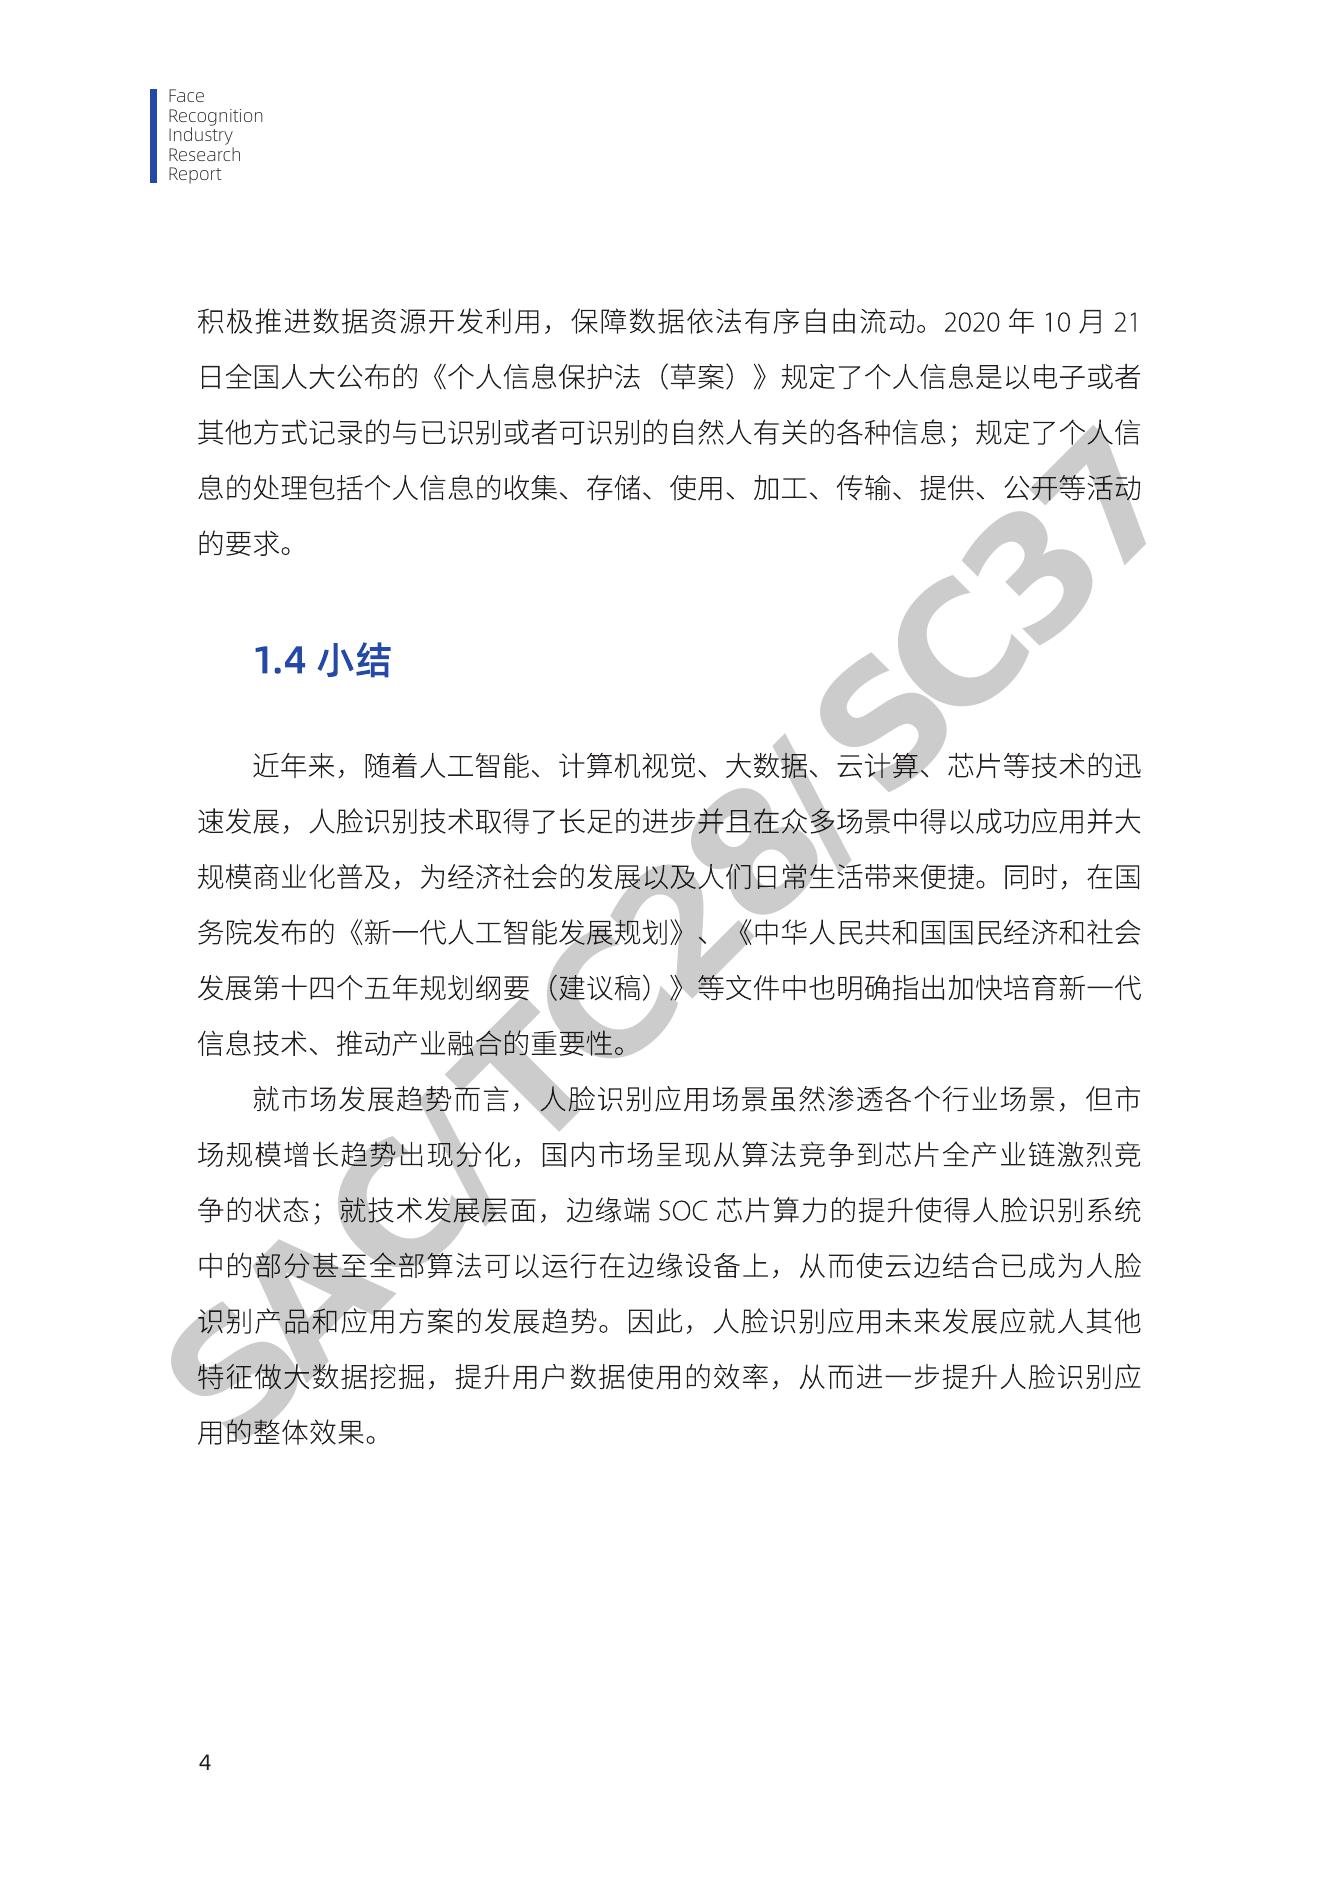 Face
Recognition
Industry
Research
Report
积极推进数据资源开发利用，保障数据依法有序自由流动。2020 年 10 月 21
日全国人大公布的《个人信息保护法（草案）》规定了个人信息是以电子或者
其他方式记录的与已识别或者可识别的自然人有关的各种信息；规定了个人信
息的处理包括个人信息的收集、存储、使用、加工、传输、提供、公开等活动
的要求。
1.4 小结
近年来，随着人工智能、计算机视觉、大数据、云计算、芯片等技术的迅
速发展，人脸识别技术取得了长足的进步并且在众多场景中得以成功应用并大
规模商业化普及，为经济社会的发展以及人们日常生活带来便捷。同时，在国
务院发布的《新一代人工智能发展规划》、《中华人民共和国国民经济和社会
发展第十四个五年规划纲要（建议稿）》等文件中也明确指出加快培育新一代
信息技术、推动产业融合的重要性。
就市场发展趋势而言，人脸识别应用场景虽然渗透各个行业场景，但市
场规模增长趋势出现分化，国内市场呈现从算法竞争到芯片全产业链激烈竞
争的状态；就技术发展层面，边缘端 SOC 芯片算力的提升使得人脸识别系统
中的部分甚至全部算法可以运行在边缘设备上，从而使云边结合已成为人脸
识别产品和应用方案的发展趋势。因此，人脸识别应用未来发展应就人其他
特征做大数据挖掘，提升用户数据使用的效率，从而进一步提升人脸识别应
用的整体效果。
SAC/TC28/SC37
4